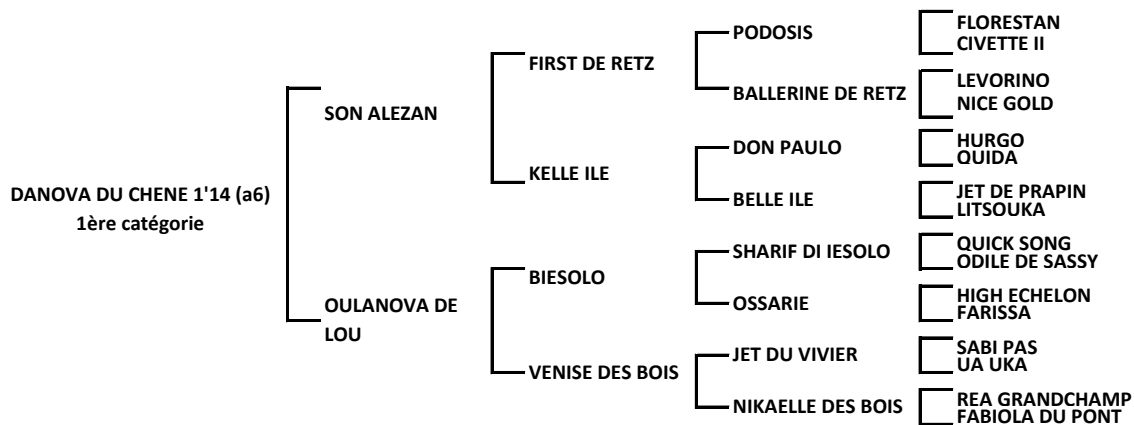 DANOVA DU CHENE 1'14 (a6)
1ère catégorie
SON ALEZAN
OULANOVA DE
LOU
FIRST DE RETZ
KELLE ILE
BIESOLO
VENISE DES BOIS
PODOSIS
BALLERINE DE RETZ
DON PAULO
BELLE ILE
SHARIF DI IESOLO
OSSARIE
JET DU VIVIER
NIKAELLE DES BOIS
FLORESTAN
CIVETTE II
LEVORINO
NICE GOLD
HURGO
QUIDA
JET DE PRAPIN
LITSOUKA
QUICK SONG
ODILE DE SASSY
HIGH ECHELON
FARISSA
SABI PAS
UA UKA
REA GRANDCHAMP
FABIOLA DU PONT